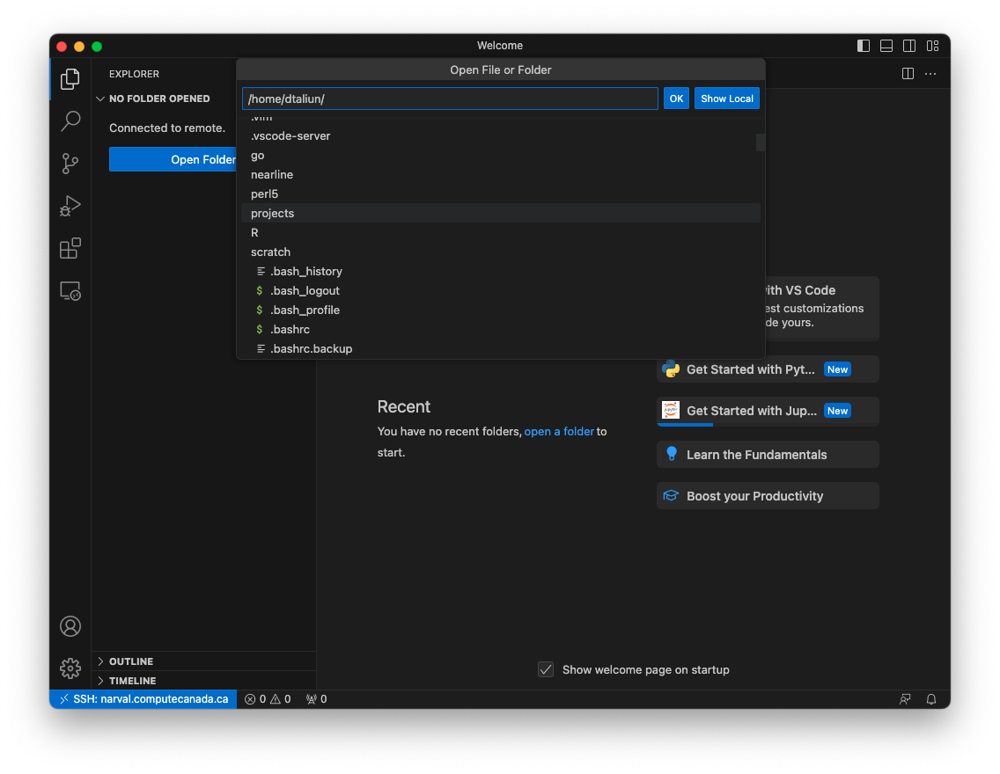 Welcome
Open File or Folder
/home/dtaliun/
OK
Show Local
EXPLORER
NO FOLDER OPENED
Connected to remote.
Open Folder
.vim
.vscode-server
go
nearline
perl5
projects
R
scratch
.bash_history
$ .bash_logout
$ .bash_profile
$ .bashrc
.bashrc.backup
ith VS Code
est customizations
de yours.
Get Started with Pyt... New
Get Started with Jup... New
Learn the Fundamentals
Boost your Productivity
Recent
You have no recent folders, open a folder to
start.
Show welcome page on startup
OUTLINE
TIMELINE
SSH: narval.computecanada.ca
0
0
0